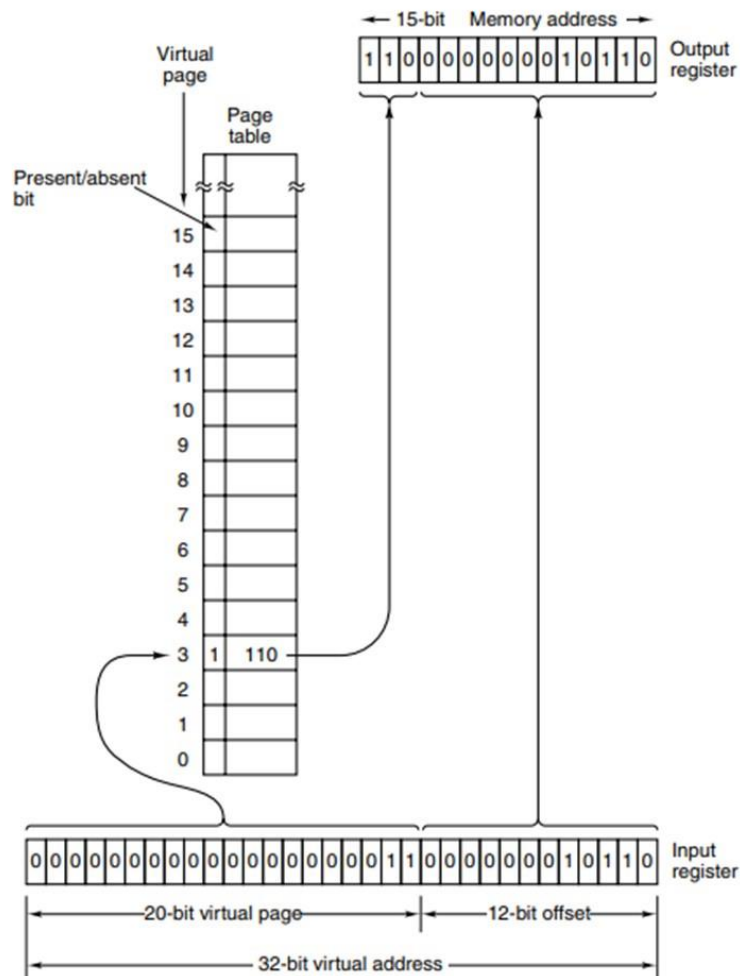 15-bit Memory address
1 1 0 0 0 0 0 0 0 0 1 0 1 1 0
Output
register
Virtual
page
Page
table
Present/absent
bit
15
14
13
12
11
10
9
8
7
6
5
4
3 1 110
2
1
0
0 0 0 0 0 0 0 0 0 0 0 0 0 0 0 0 0 0 1 1 0 0 0 0 0 0 0 1 0 1 1 0
Input
register
20-bit virtual page
12-bit offset
32-bit virtual address